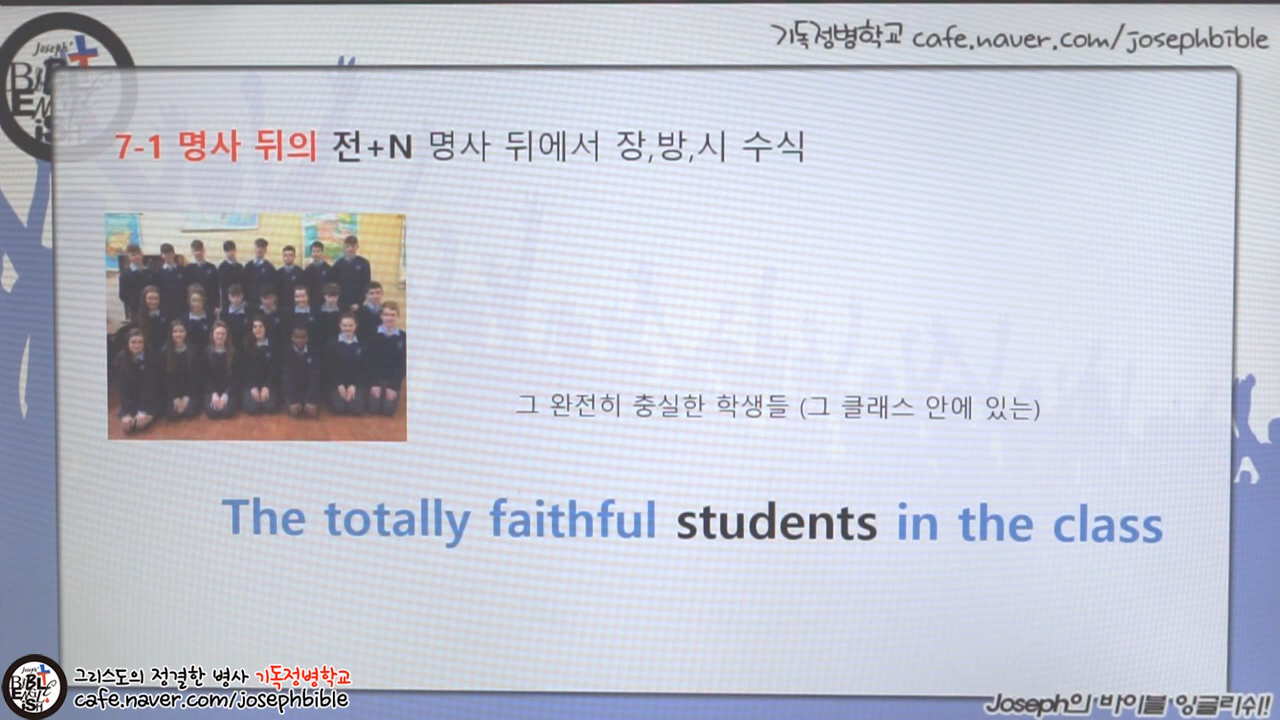 기독정병학교 cafe.naver.com/josephbible
Joseph'
7-1 명사 뒤의 전+N 명사 뒤에서 장,방,시 수식
그 완전히 충실한 학생들 (그 클래스 안에 있는)
The totally faithful students in the class
그리스도의 정결한 병사 기독정병학교
cafe.naver.com/josephbible
Joseph의 바이블 잉글리쉬!